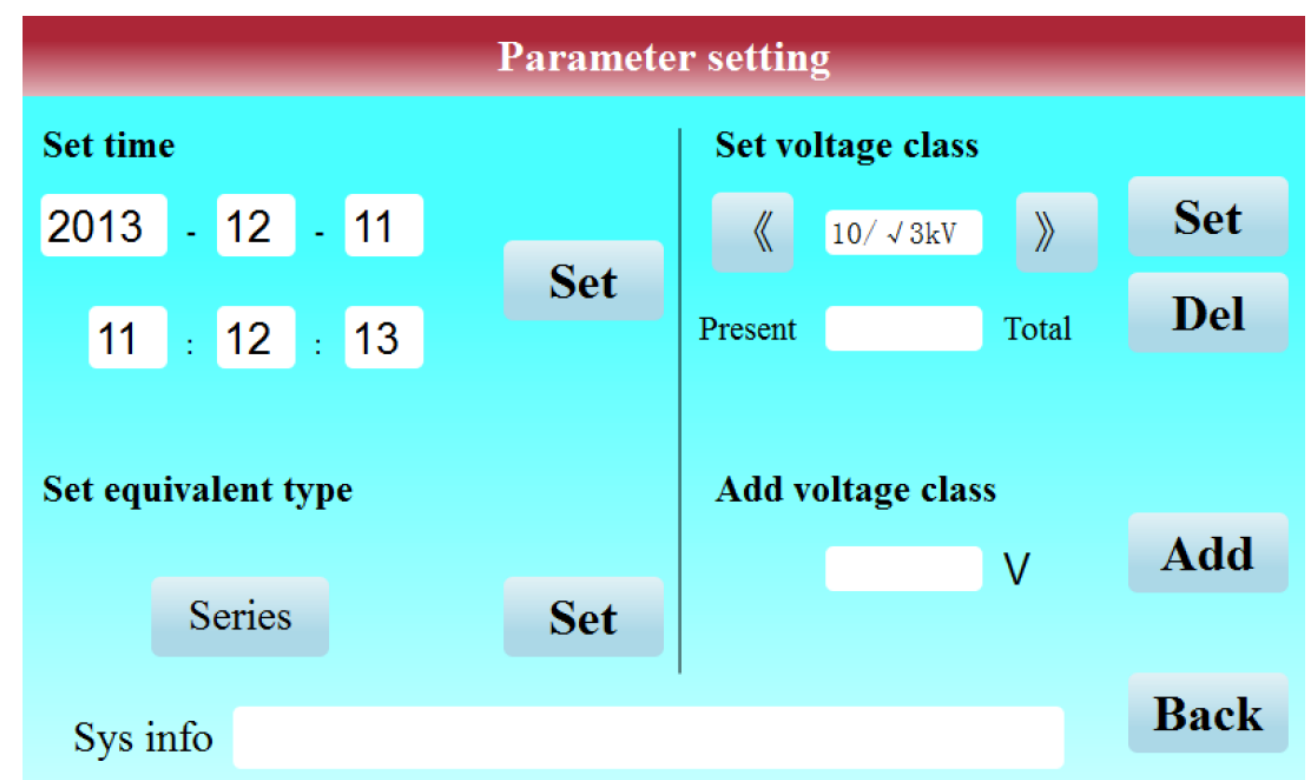 Parameter setting
Set time
2013 - 12 - 11
11 : 12 : 13
Set
Set equivalent type
Series
Set
Set voltage class
《 10/√3kV 》
Set
Present Total
Del
Add voltage class
V
Add
Sys info
Back